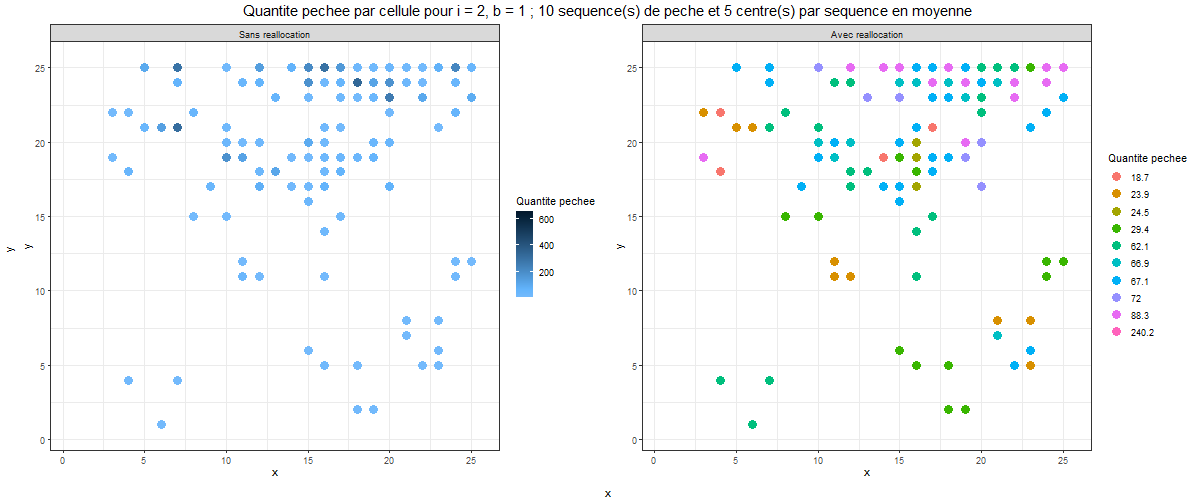 Quantite pechee par cellule pour i = 2, b = 1 ; 10 sequence(s) de peche et 5 centre(s) par sequence en moyenne
Sans reallocation
25
20
15
10
5
0
0 5 10 15 20 25
x
y
y
Quantite pechee
600
400
200
Avec reallocation
25
20
15
10
5
0
0 5 10 15 20 25
x
y
Quantite pechee
18.7
23.9
24.5
29.4
62.1
66.9
67.1
72
88.3
240.2
x